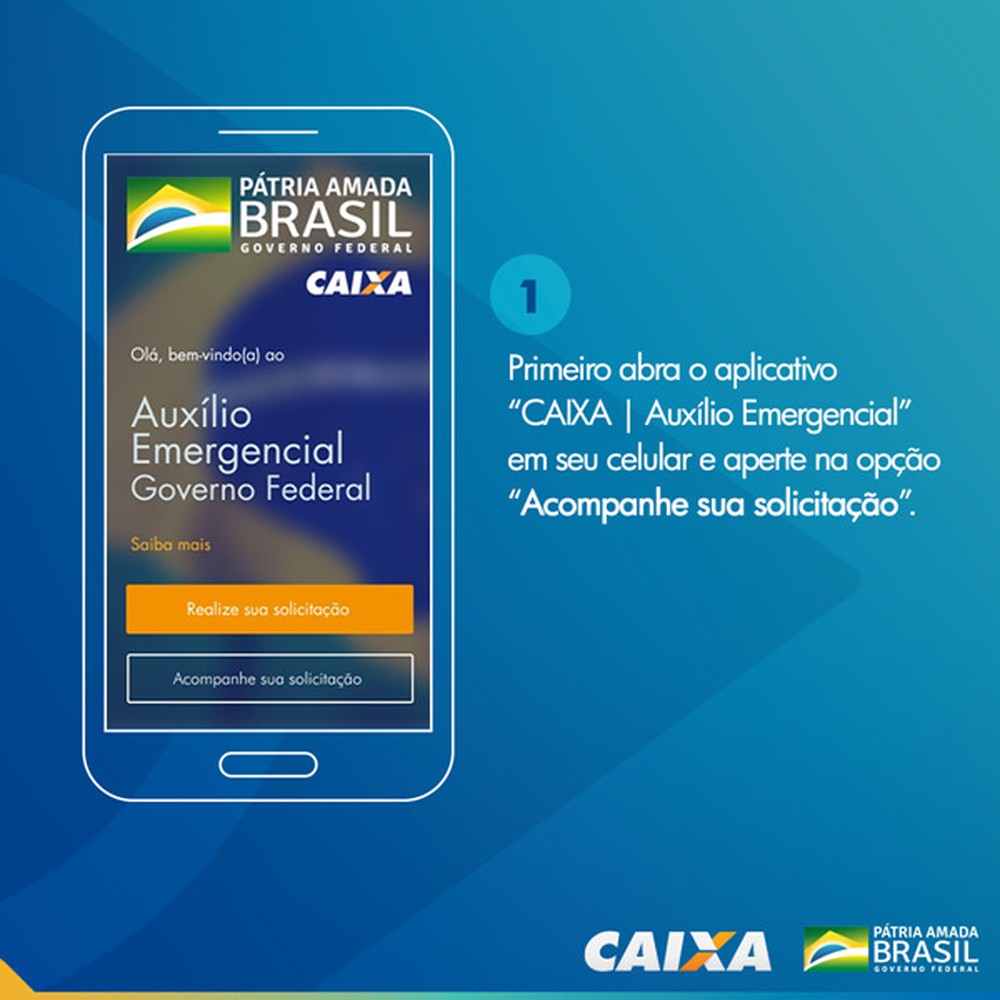 PÁTRIA AMADA
BRASIL
GOVERNO FEDERAL
CAIXA
Olá, bem-vindo(a) ao
Auxílio
Emergencial
Governo Federal
Saiba mais
Realize sua solicitação
Acompanhe sua solicitação
1
Primeiro abra o aplicativo
“CAIXA | Auxílio Emergencial”
em seu celular e aperte na opção
“Acompanhe sua solicitação”.
CAIXA
PÁTRIA AMADA
BRASIL
GOVERNO FEDERAL